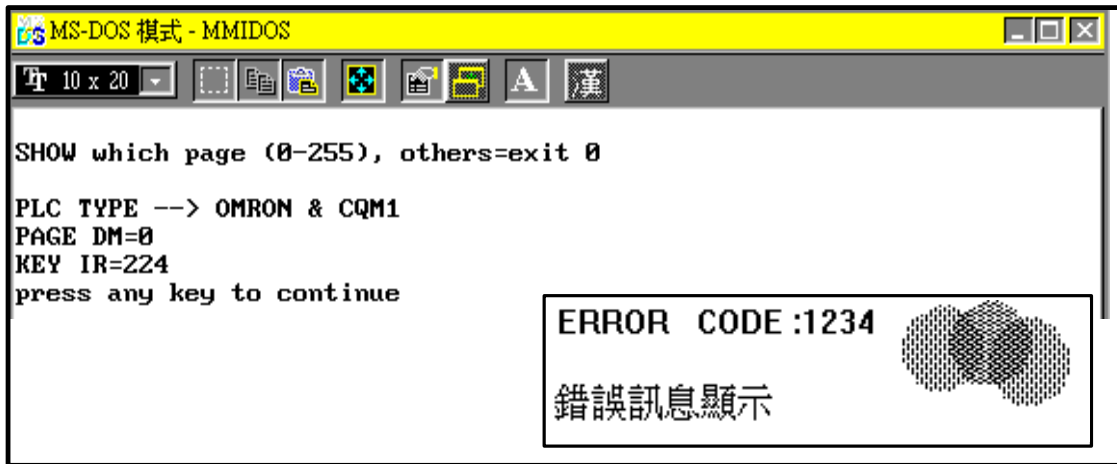 MS-DOS 模式 - MMIDOS
10 x 20
A
漢
SHOW which page (0-255), others=exit 0
PLC TYPE --> OMRON & CQM1
PAGE DM=0
KEY IR=224
press any key to continue
ERROR CODE :1234
錯誤訊息顯示